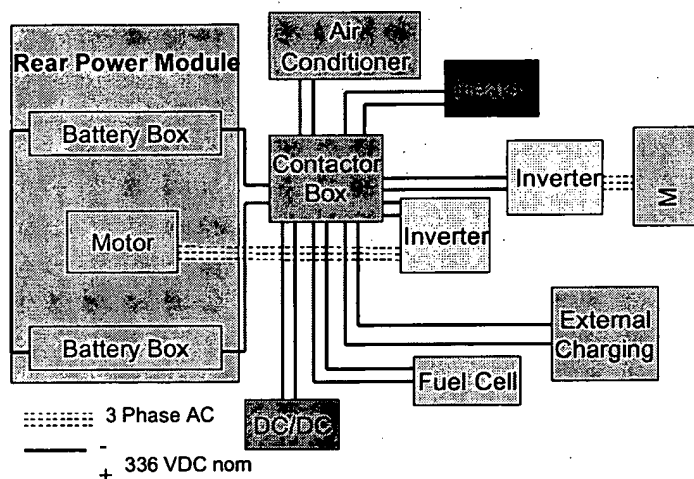 Air
Conditioner
Rear Power Module
Battery Box
Contactor
Box
Inverter
M
Motor
Inverter
Battery Box
External
Charging
Fuel Cell
DC/DC
3 Phase AC
-
+ 336 VDC nom